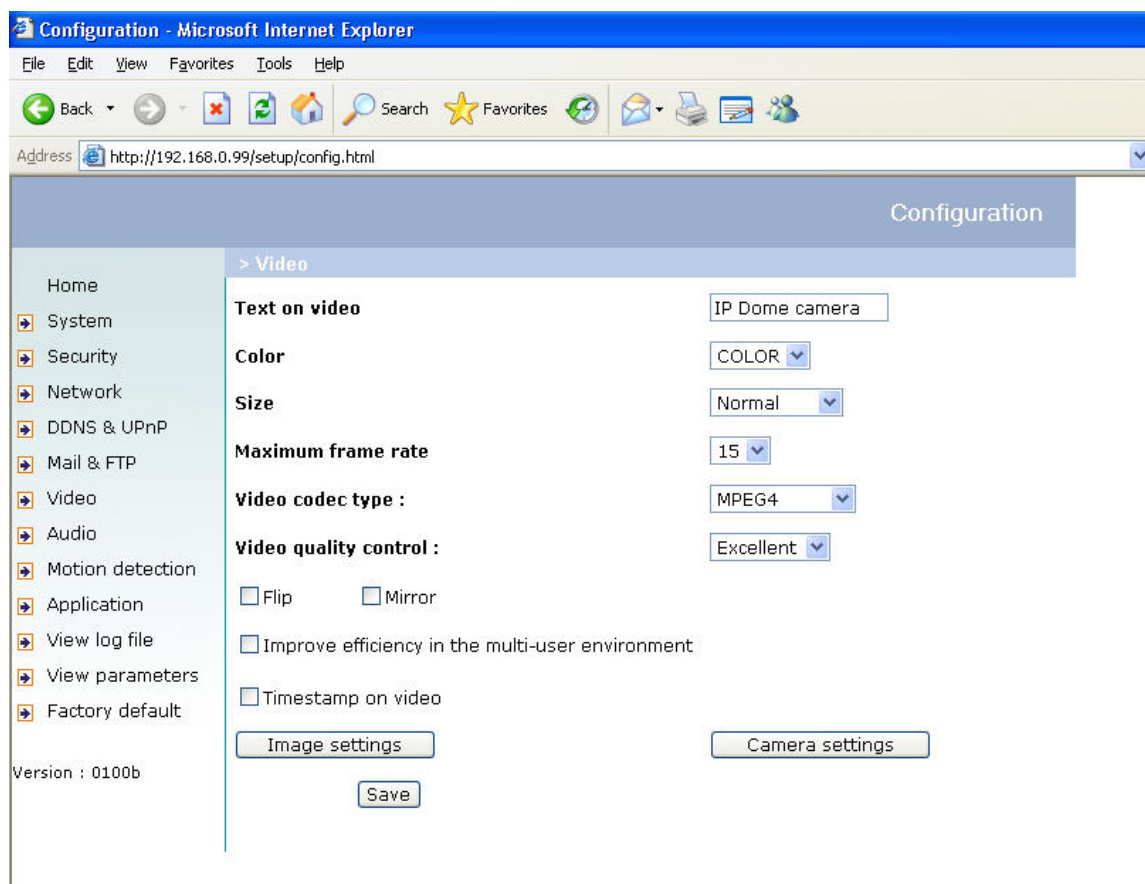 Configuration - Microsoft Internet Explorer
File Edit View Favorites Tools Help
Back Search Favorites
Address http://192.168.0.99/setup/config.html
Configuration
> Video
Home
System
Security
Network
DDNS & UPnP
Mail & FTP
Video
Audio
Motion detection
Application
View log file
View parameters
Factory default
Version : 0100b
Text on video IP Dome camera
Color COLOR
Size Normal
Maximum frame rate 15
Video codec type : MPEG4
Video quality control : Excellent
Flip Mirror
Improve efficiency in the multi-user environment
Timestamp on video
Image settings Camera settings
Save